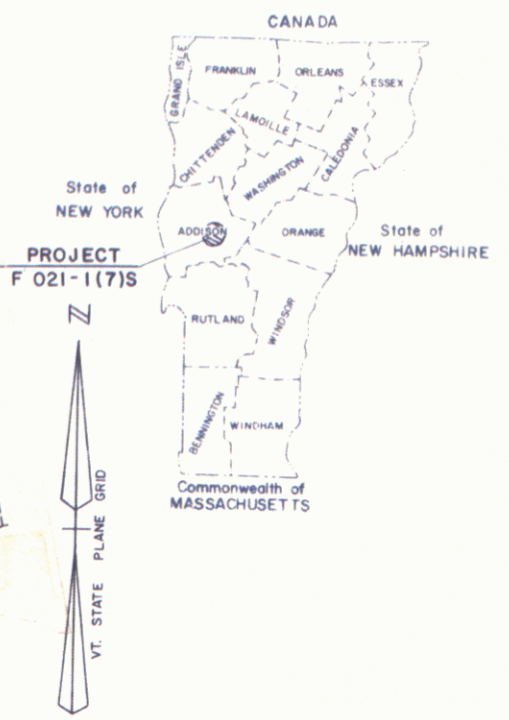 CANADA
GRAND ISLE
FRANKLIN
ORLEANS
ESSEX
LAMOILLE
CHITTENDEN
WASHINGTON
CALEDONIA
State of
NEW YORK
ADDISON
ORANGE
State of
NEW HAMPSHIRE
PROJECT
F 021-1(7)S
N
RUTLAND
WINDSOR
BENNINGTON
WINDHAM
Commonwealth of
MASSACHUSETTS
VT. STATE PLANE GRID